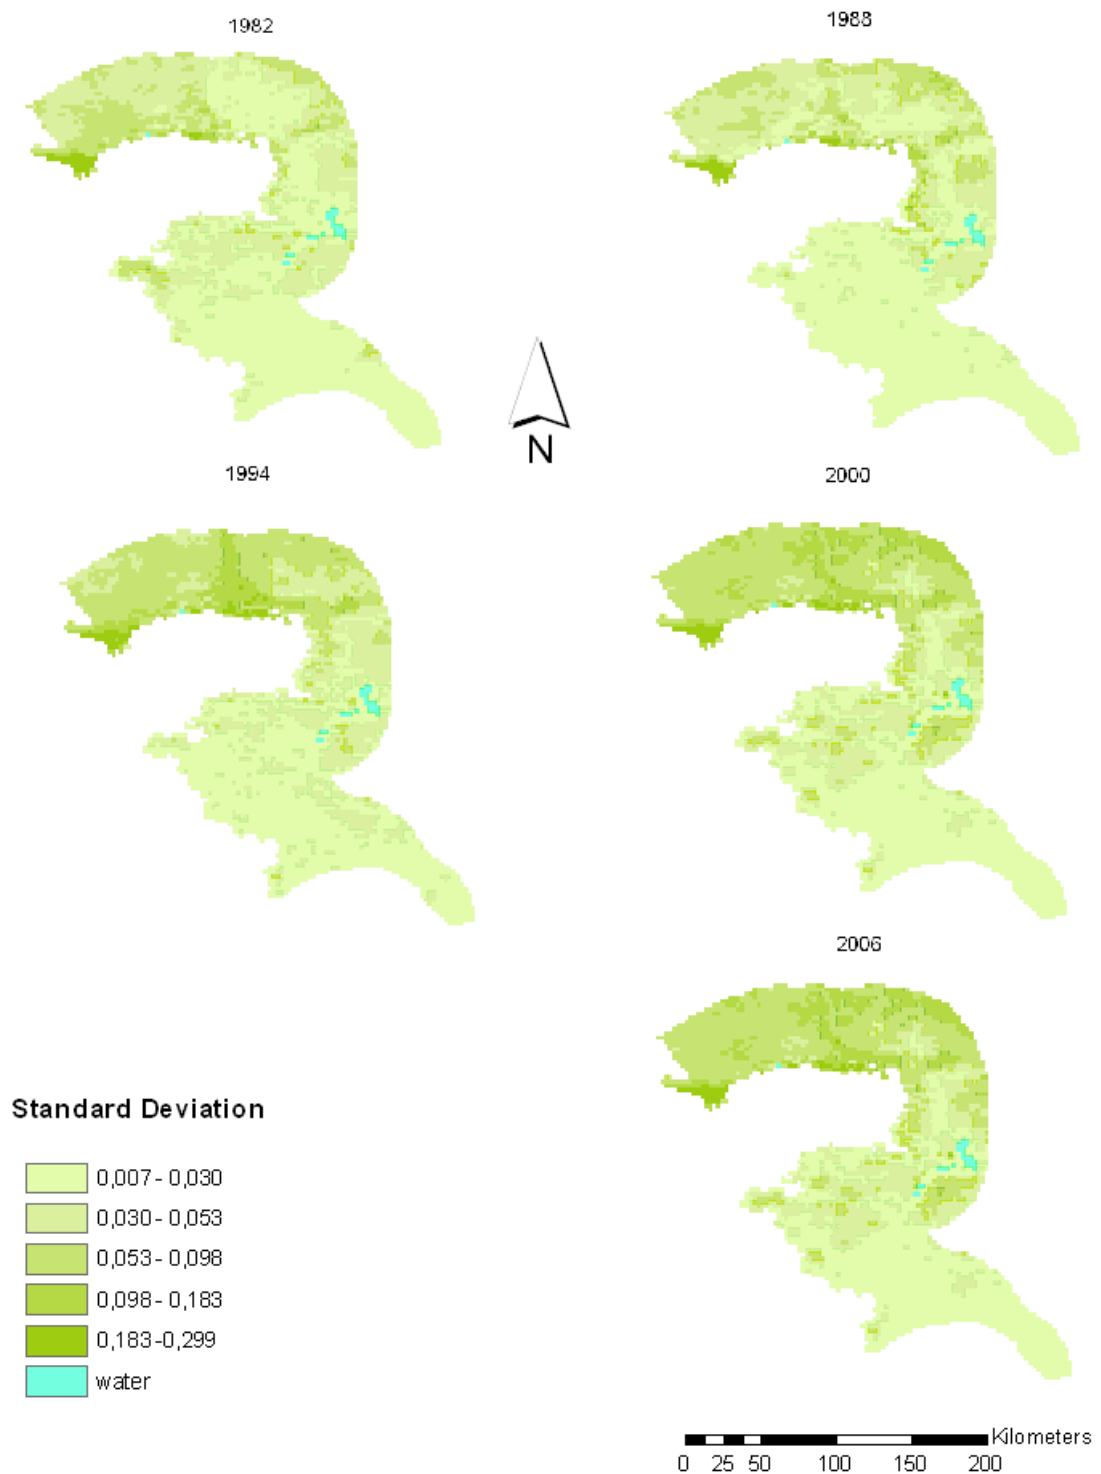 1982
1988
N
1994
2000
2006
Standard Deviation
0,007 - 0,030
0,030 - 0,053
0,053 - 0,098
0,098 - 0,183
0,183 -0,299
water
Kilometers
0 25 50 100 150 200